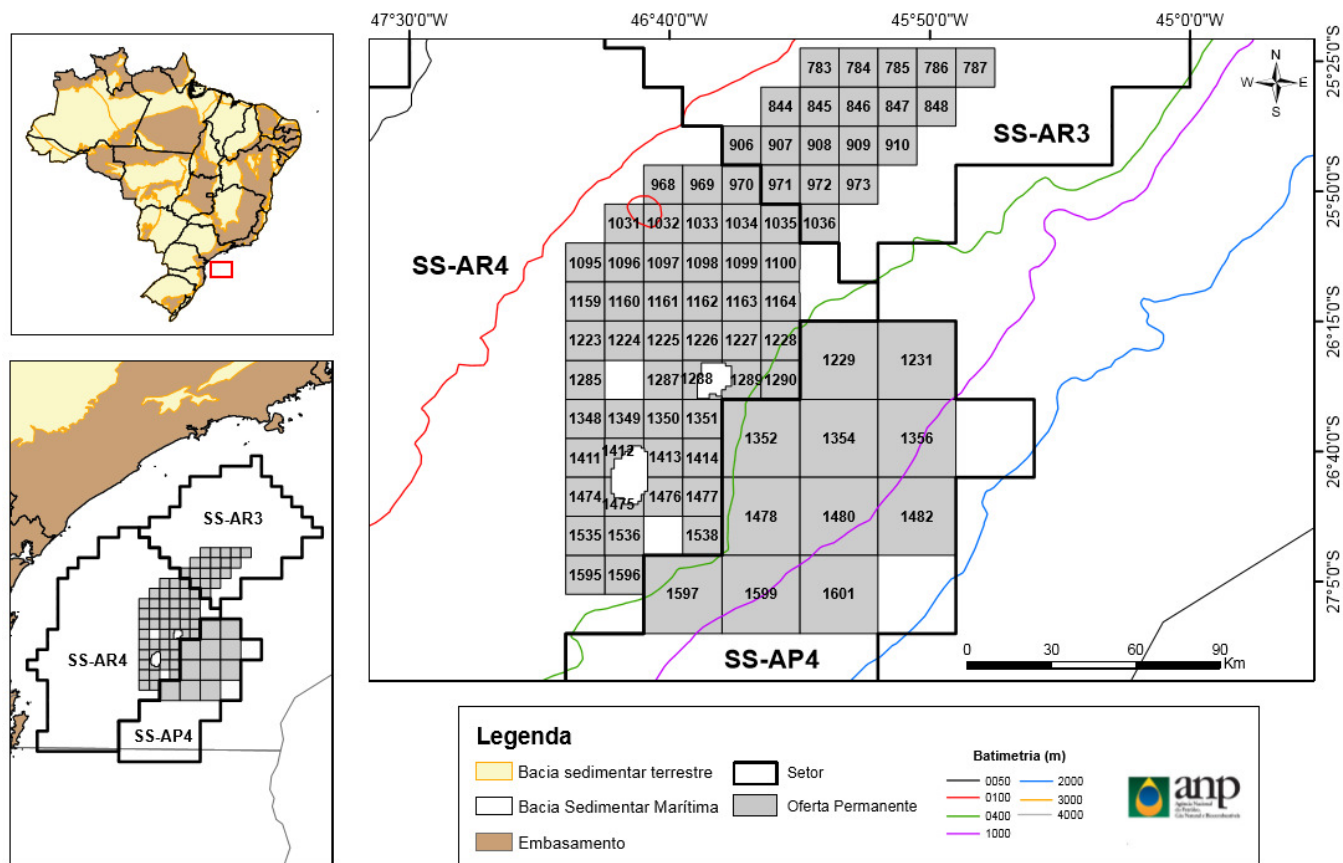 47°30'0"W 46°40'0"W 45°50'0"W 45°0'0"W
25°25'0"S
25°50'0"S
26°15'0"S
26°40'0"S
27°5'0"S
N
W E
S
783 784 785 786 787
844 845 846 847 848
SS-AR3
906 907 908 909 910
968 969 970 971 972 973
1031 1032 1033 1034 1035 1036
SS-AR4
1095 1096 1097 1098 1099 1100
1159 1160 1161 1162 1163 1164
1223 1224 1225 1226 1227 1228
1229 1231
1285 1287 1288 1289 1290
1348 1349 1350 1351
1352 1354 1356
1411 1412 1413 1414
1474 1475 1476 1477
1478 1480 1482
1535 1536 1538
1595 1596
1597 1599 1601
SS-AP4
0 30 60 90
Km
SS-AR3
SS-AR4
SS-AP4
Legenda
Bacia sedimentar terrestre
Bacia Sedimentar Marítima
Embasamento
Setor
Oferta Permanente
Batimetria (m)
0050 2000
0100 3000
0400 4000
1000
anp
Agência Nacional
do Petróleo,
Gás Natural e Biocombustíveis